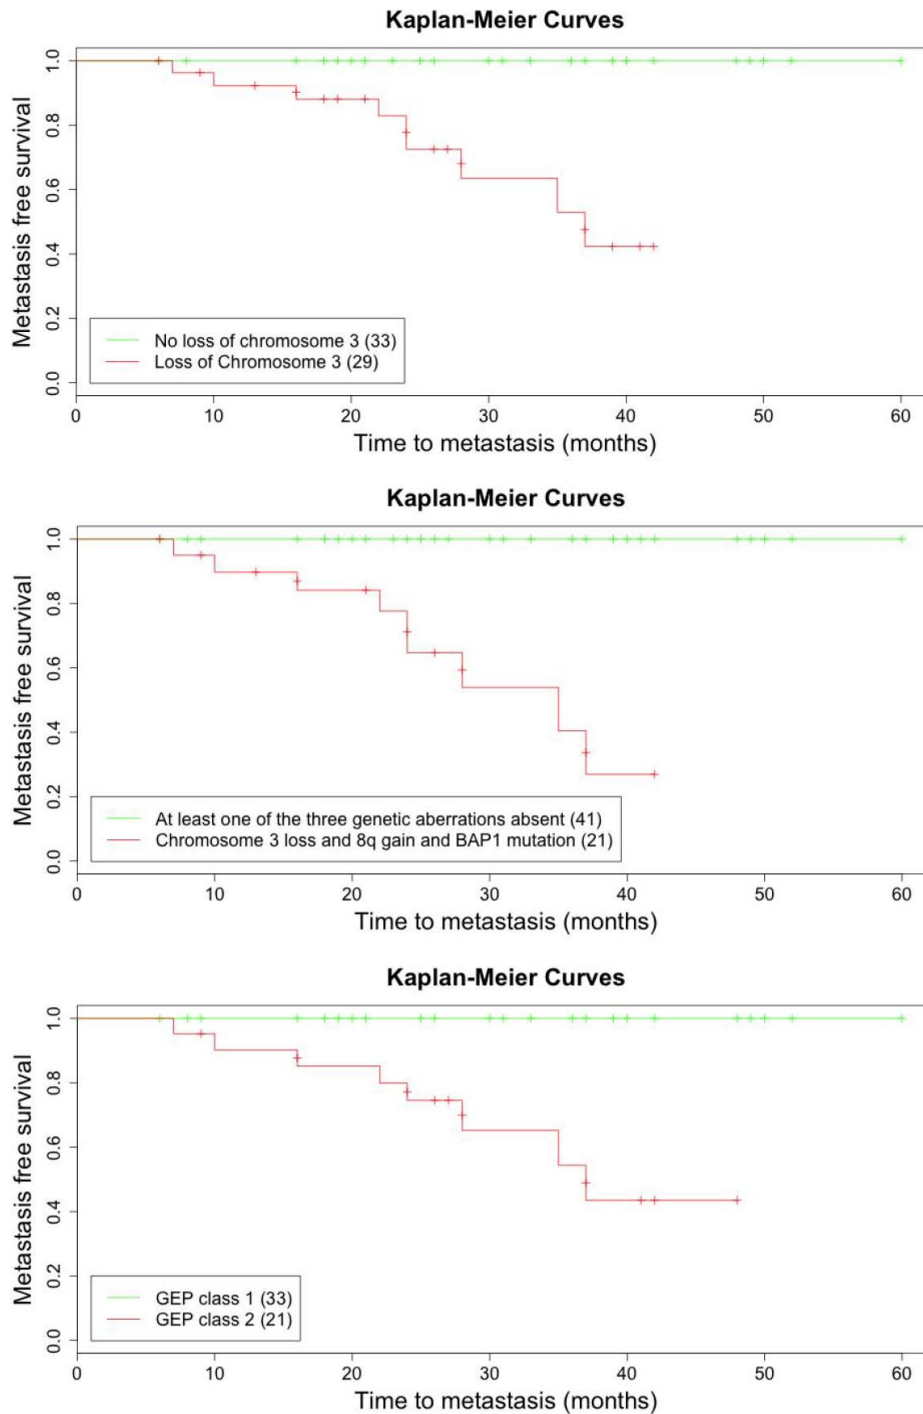 Kaplan-Meier Curves
Metastasis free survival
1.0
0.8
0.6
0.4
0.2
0.0
No loss of chromosome 3 (33)
Loss of Chromosome 3 (29)
0 10 20 30 40 50 60
Time to metastasis (months)
Kaplan-Meier Curves
Metastasis free survival
1.0
0.8
0.6
0.4
0.2
0.0
At least one of the three genetic aberrations absent (41)
Chromosome 3 loss and 8q gain and BAP1 mutation (21)
0 10 20 30 40 50 60
Time to metastasis (months)
Kaplan-Meier Curves
Metastasis free survival
1.0
0.8
0.6
0.4
0.2
0.0
GEP class 1 (33)
GEP class 2 (21)
0 10 20 30 40 50 60
Time to metastasis (months)